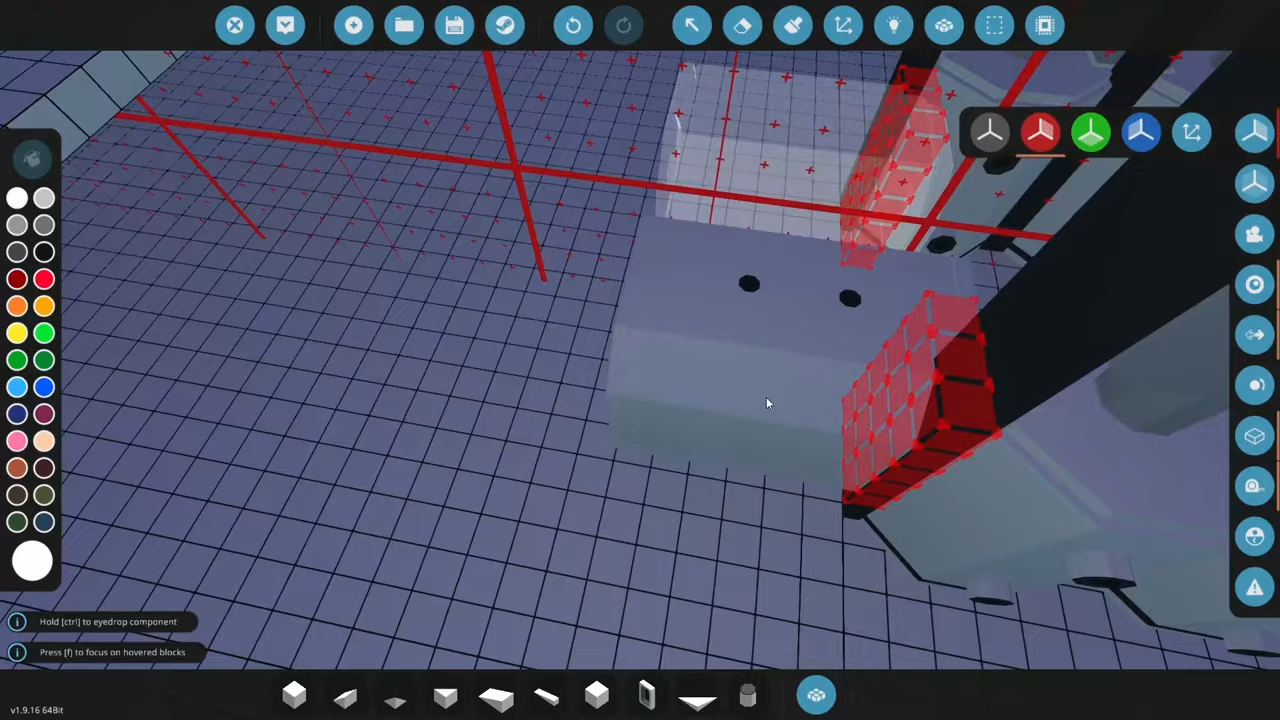 Hold [ctrl] to eyedrop component
Press [f] to focus on hovered blocks
v1.9.16 64Bit